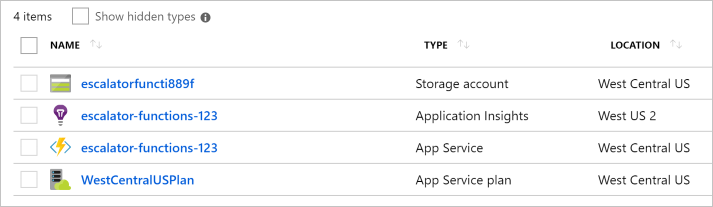 4 items Show hidden types
NAME TYPE LOCATION
escalatorfuncti889f Storage account West Central US
escalator-functions-123 Application Insights West US 2
escalator-functions-123 App Service West Central US
WestCentralUSPlan App Service plan West Central US